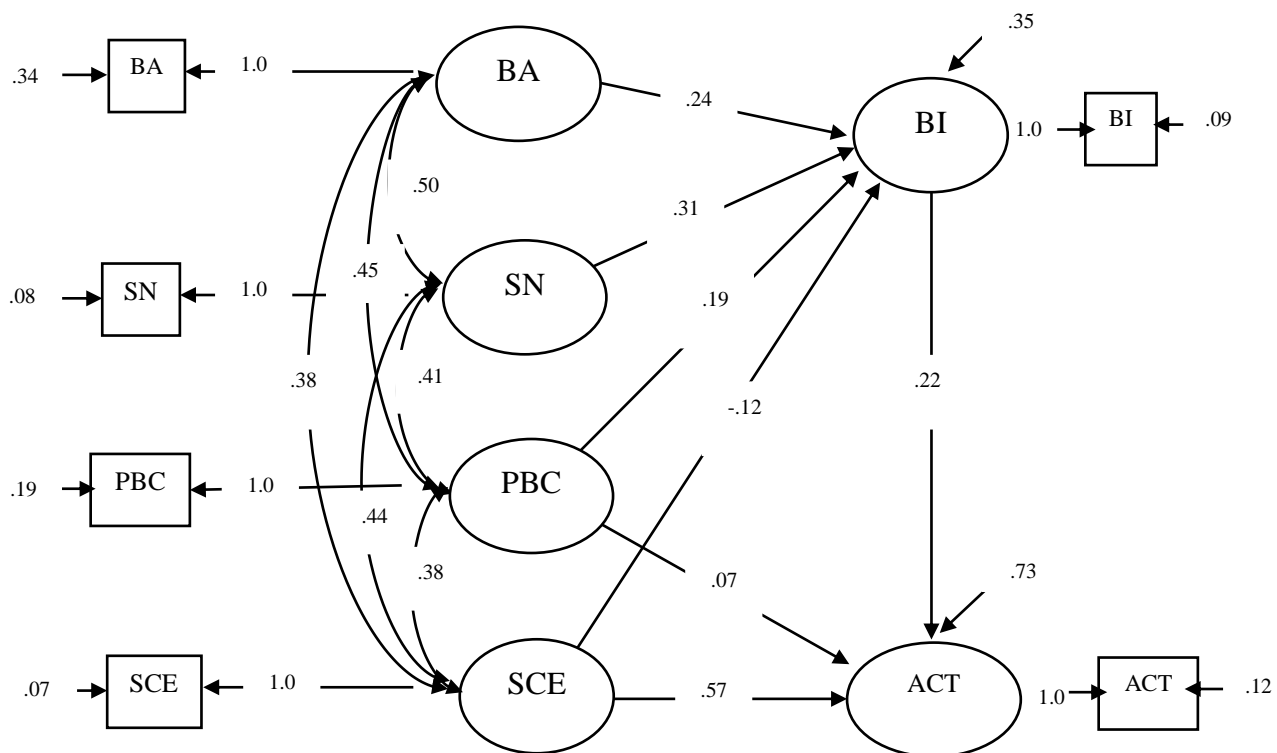 .35
.34
BA
1.0
BA
.24
BI
1.0
BI
.09
.50
.31
.08
SN
1.0
.45
SN
.19
.38
.41
.22
-.12
.19
PBC
1.0
.44
PBC
.38
.07
.73
.07
SCE
1.0
SCE
.57
ACT
1.0
ACT
.12